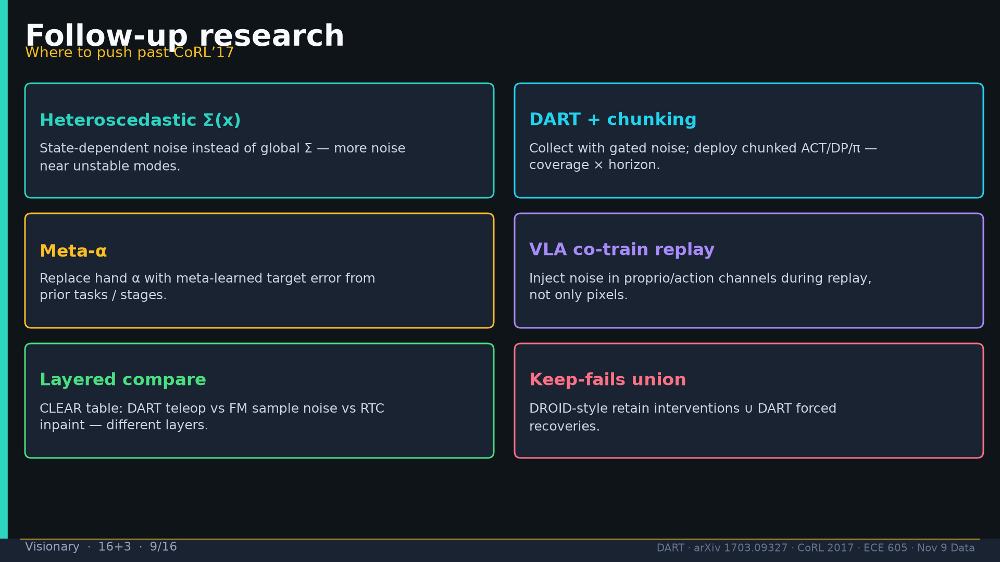 Follow-up research
Where to push past CoRL’17
Heteroscedastic Σ(x)
State-dependent noise instead of global Σ — more noise
near unstable modes.
DART + chunking
Collect with gated noise; deploy chunked ACT/DP/π —
coverage × horizon.
Meta-α
Replace hand α with meta-learned target error from
prior tasks / stages.
VLA co-train replay
Inject noise in proprio/action channels during replay,
not only pixels.
Layered compare
CLEAR table: DART teleop vs FM sample noise vs RTC
inpaint — different layers.
Keep-fails union
DROID-style retain interventions ∪ DART forced
recoveries.
Visionary · 16+3 · 9/16
DART · arXiv 1703.09327 · CoRL 2017 · ECE 605 · Nov 9 Data